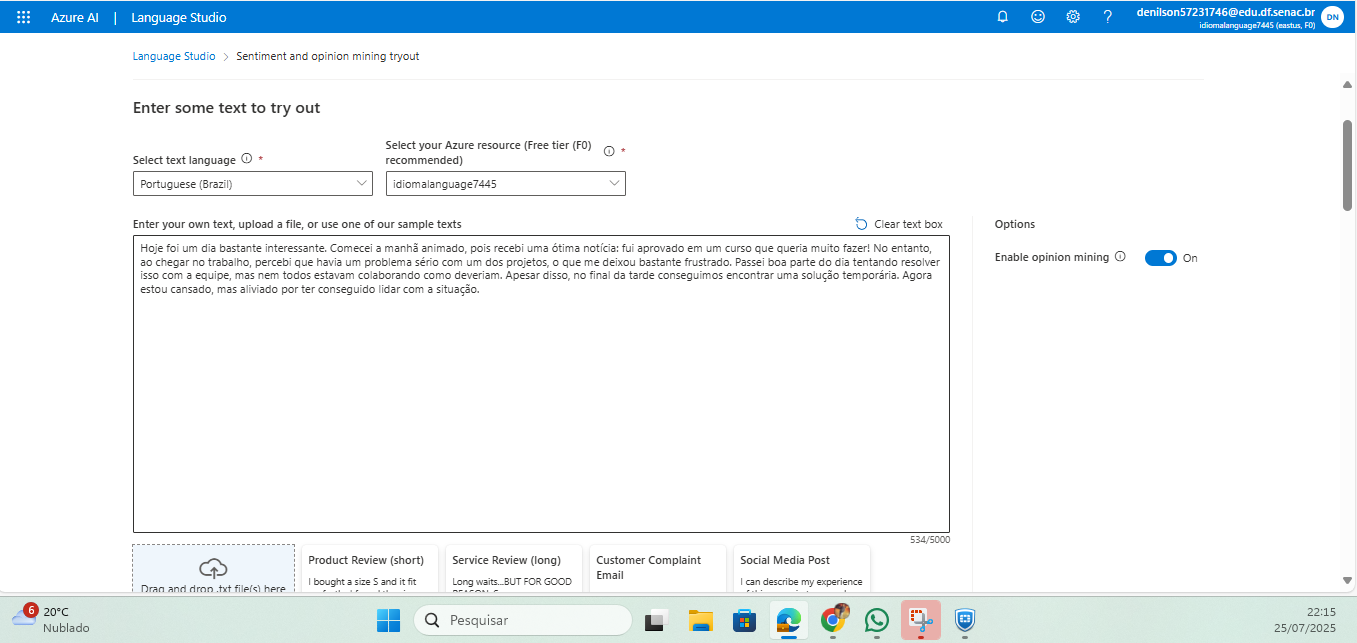 Azure AI | Language Studio
denilson57231746@edu.df.senac.br
idiomalanguage7445 (eastus, F0)
DN
Language Studio > Sentiment and opinion mining tryout
Enter some text to try out
Select text language *
Portuguese (Brazil)
Select your Azure resource (Free tier (F0)
recommended) *
idiomalanguage7445
Enter your own text, upload a file, or use one of our sample texts
Clear text box
Hoje foi um dia bastante interessante. Comecei a manhã animado, pois recebi uma ótima notícia: fui aprovado em um curso que queria muito fazer! No entanto,
ao chegar no trabalho, percebi que havia um problema sério com um dos projetos, o que me deixou bastante frustrado. Passei boa parte do dia tentando resolver
isso com a equipe, mas nem todos estavam colaborando como deveriam. Apesar disso, no final da tarde conseguimos encontrar uma solução temporária. Agora
estou cansado, mas aliviado por ter conseguido lidar com a situação.
534/5000
Options
Enable opinion mining
On
Drag and drop .txt file(s) here
Product Review (short)
I bought a size S and it fit
Service Review (long)
Long waits...BUT FOR GOOD
Customer Complaint
Email
Social Media Post
I can describe my experience
6
20°C
Nublado
Pesquisar
22:15
25/07/2025